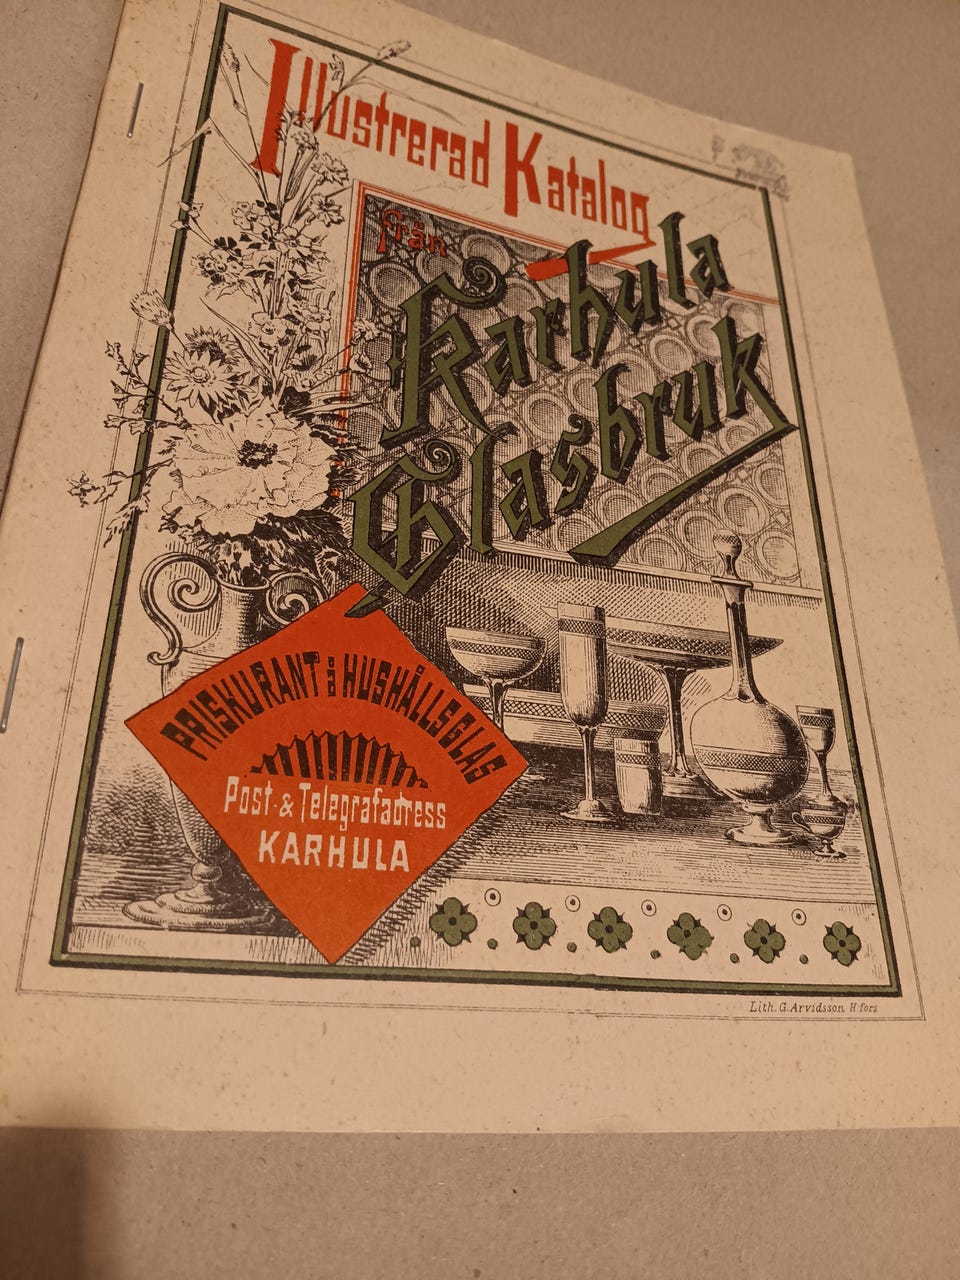 Illustrerad Katalog
från
Karhula
Glasbruk
PRISKURANT Å HUSHÅLLSGLAS
Post- & Telegrafadress
KARHULA
Lith. G. Arvidsson H:fors